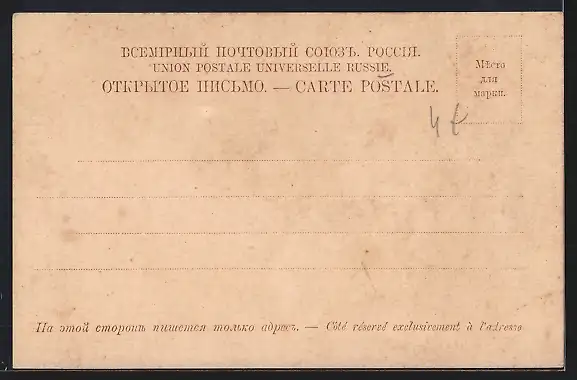 ВСЕМІРНЫЙ ПОЧТОВЫЙ СОЮЗЪ. РОССІЯ.
UNION POSTALE UNIVERSELLE RUSSIE.
ОТКРЫТОЕ ПИСЬМО. — CARTE POSTALE.
Мѣсто
для
марки.
4 t
На этой сторонѣ пишется только адресъ. — Côté réservé exclusivement à l'adresse